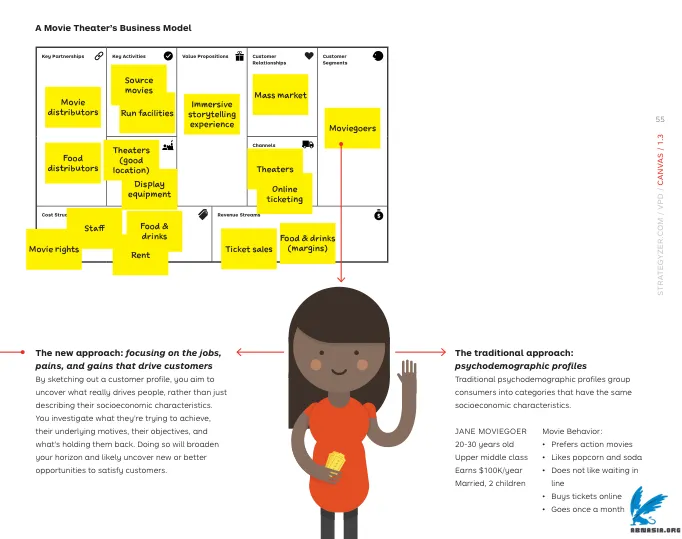 A Movie Theater's Business Model
Key Partnerships
Movie
distributors
Food
distributors
Key Activities
Source
movies
Run facilities
Theaters
(good
location)
Display
equipment
Value Propositions
Immersive
storytelling
experience
Customer
Relationships
Mass market
Channels
Theaters
Online
ticketing
Customer
Segments
Moviegoers
Cost Strea
Staff
Movie rights
Food &
drinks
Rent
Revenue Streams
Ticket sales
Food & drinks
(margins)
55
STRATEGYZER.COM / VPD / CANVAS / 1.3
The new approach: focusing on the jobs,
pains, and gains that drive customers
By sketching out a customer profile, you aim to
uncover what really drives people, rather than just
describing their socioeconomic characteristics.
You investigate what they're trying to achieve,
their underlying motives, their objectives, and
what's holding them back. Doing so will broaden
your horizon and likely uncover new or better
opportunities to satisfy customers.
The traditional approach:
psychodemographic profiles
Traditional psychodemographic profiles group
consumers into categories that have the same
socioeconomic characteristics.
JANE MOVIEGOER
20-30 years old
Upper middle class
Earns $100K/year
Married, 2 children
Movie Behavior:
• Prefers action movies
• Likes popcorn and soda
• Does not like waiting in
line
• Buys tickets online
• Goes once a month
ABNASIA.ORG